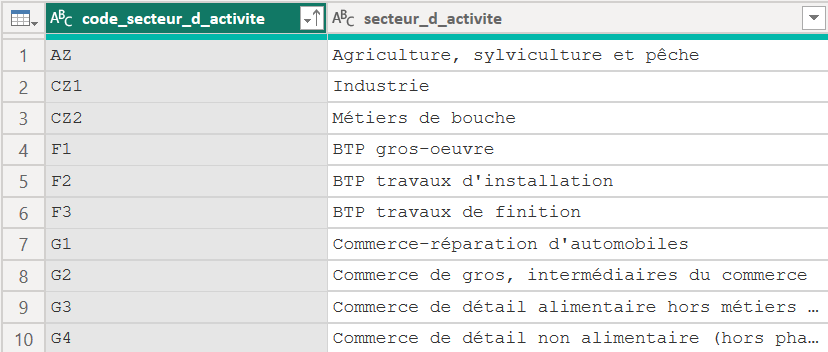 ABC code_secteur_d_activite ABC secteur_d_activite
1 AZ Agriculture, sylviculture et pêche
2 CZ1 Industrie
3 CZ2 Métiers de bouche
4 F1 BTP gros-oeuvre
5 F2 BTP travaux d'installation
6 F3 BTP travaux de finition
7 G1 Commerce-réparation d'automobiles
8 G2 Commerce de gros, intermédiaires du commerce
9 G3 Commerce de détail alimentaire hors métiers …
10 G4 Commerce de détail non alimentaire (hors pha…